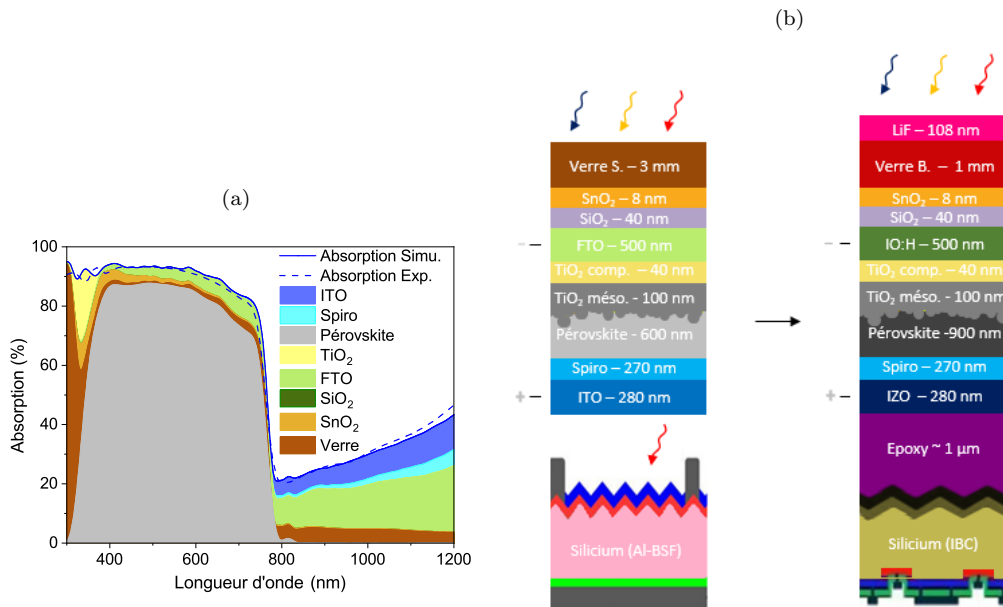 (b)
(a)
Absorption (%)
100
80
60
40
20
0
400
600
800
1000
1200
Longueur d'onde (nm)
Absorption Simu.
Absorption Exp.
ITO
Spiro
Pérovskite
TiO₂
FTO
SiO₂
SnO₂
Verre
Verre S. – 3 mm
SnO₂ – 8 nm
SiO₂ - 40 nm
FTO – 500 nm
TiO₂ comp. – 40 nm
TiO₂ méso. - 100 nm
Pérovskite - 600 nm
Spiro – 270 nm
ITO – 280 nm
Silicium (Al-BSF)
LiF – 108 nm
Verre B. – 1 mm
SnO₂ – 8 nm
SiO₂ - 40 nm
IO:H – 500 nm
TiO₂ comp. – 40 nm
TiO₂ méso. - 100 nm
Pérovskite -900 nm
Spiro – 270 nm
IZO – 280 nm
Epoxy ~ 1 µm
Silicium (IBC)